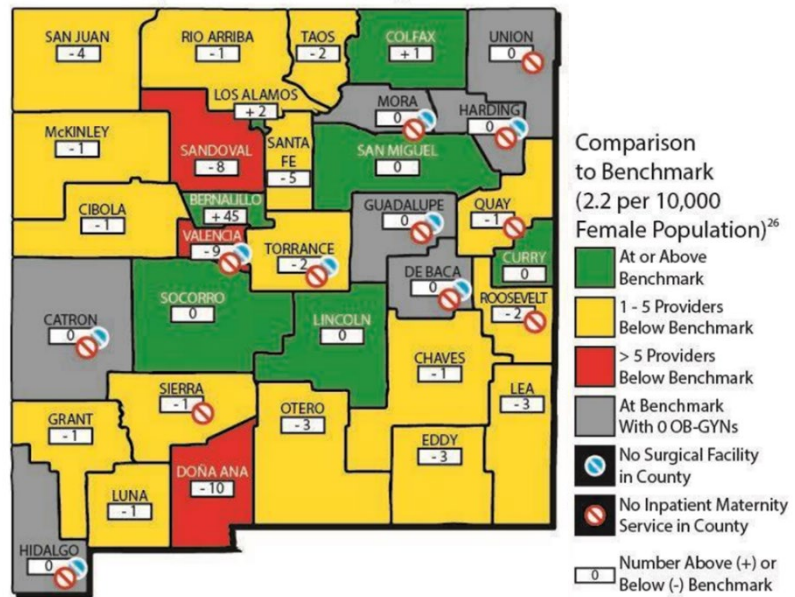 SAN JUAN
- 4
RIO ARRIBA
- 1
TAOS
- 2
COLFAX
+ 1
UNION
0
LOS ALAMOS
+ 2
MORA
0
HARDING
0
McKINLEY
- 1
SANDOVAL
- 8
SANTA
FE
- 5
SAN MIGUEL
0
CIBOLA
- 1
BERNALILLO
+ 45
GUADALUPE
0
QUAY
- 1
VALENCIA
- 9
TORRANCE
- 2
CURRY
0
DE BACA
0
ROOSEVELT
- 2
CATRON
0
SOCORRO
0
LINCOLN
0
CHAVES
- 1
LEA
- 3
SIERRA
- 1
GRANT
- 1
OTERO
- 3
EDDY
- 3
DOÑA ANA
- 10
LUNA
- 1
HIDALGO
0
Comparison
to Benchmark
(2.2 per 10,000
Female Population)²⁶
At or Above
Benchmark
1 - 5 Providers
Below Benchmark
> 5 Providers
Below Benchmark
At Benchmark
With 0 OB-GYNs
No Surgical Facility
in County
No Inpatient Maternity
Service in County
0
Number Above (+) or
Below (-) Benchmark